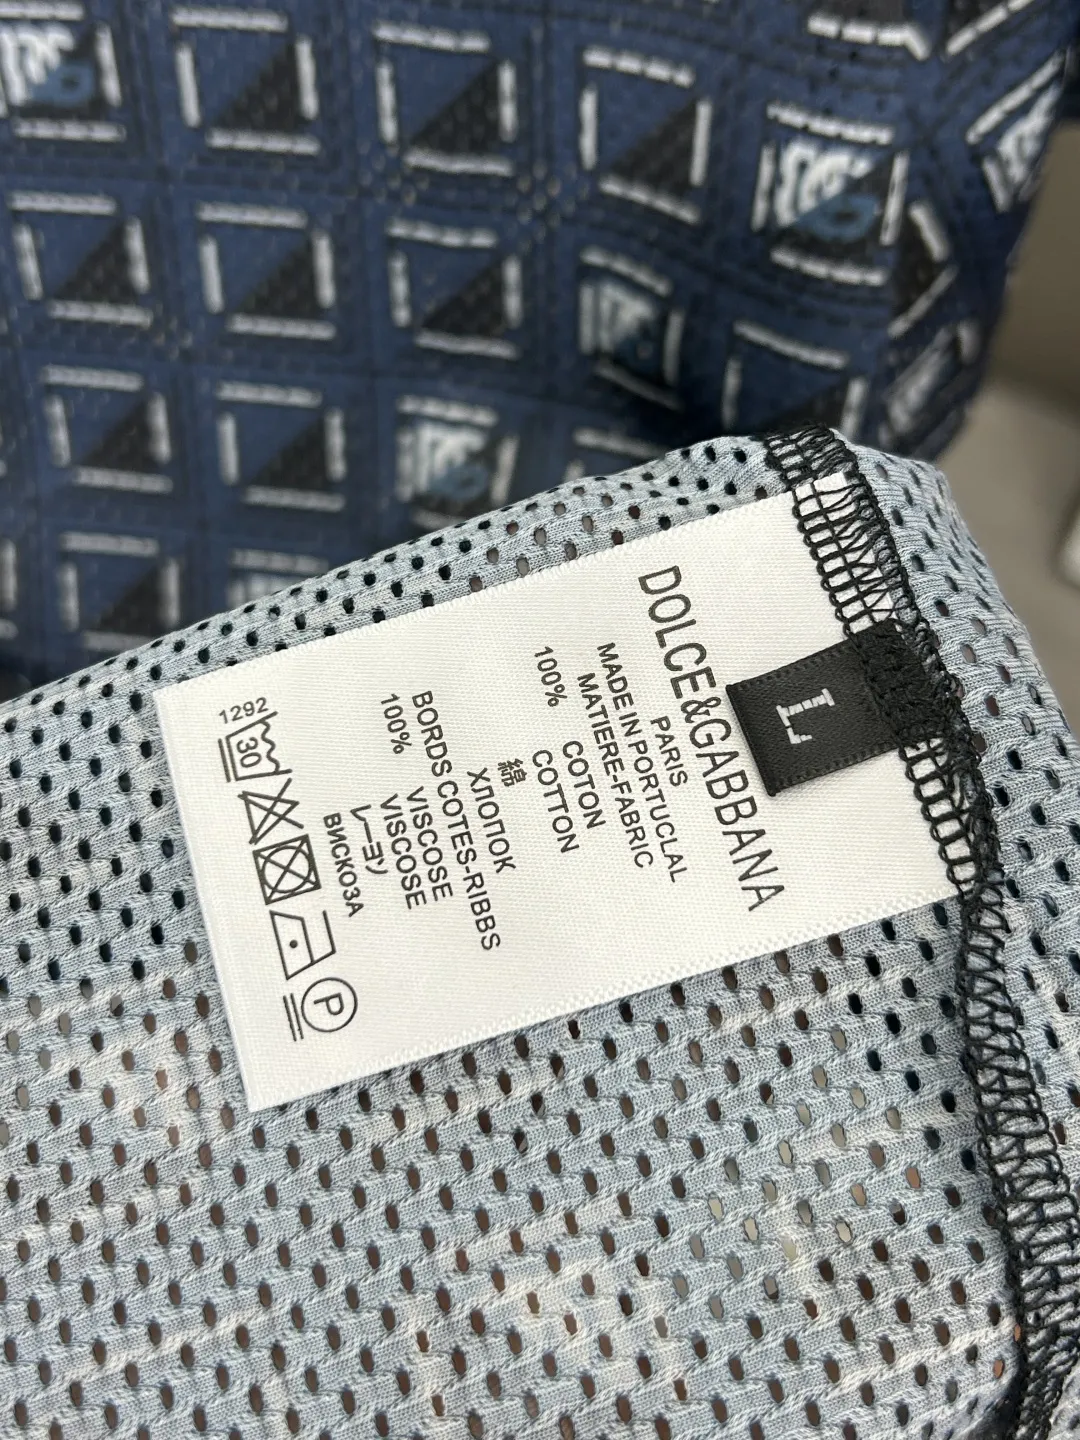 DOLCE&GABBANA
PARIS
MADE IN PORTUCLAL
MATIERE-FABRIC
100% COTON
COTTON
綿
ХЛОПОК
BORDS COTES-RIBBS
100% VISCOSE
VISCOSE
レーヨン
ВИСКОЗА
1292
30
P
L